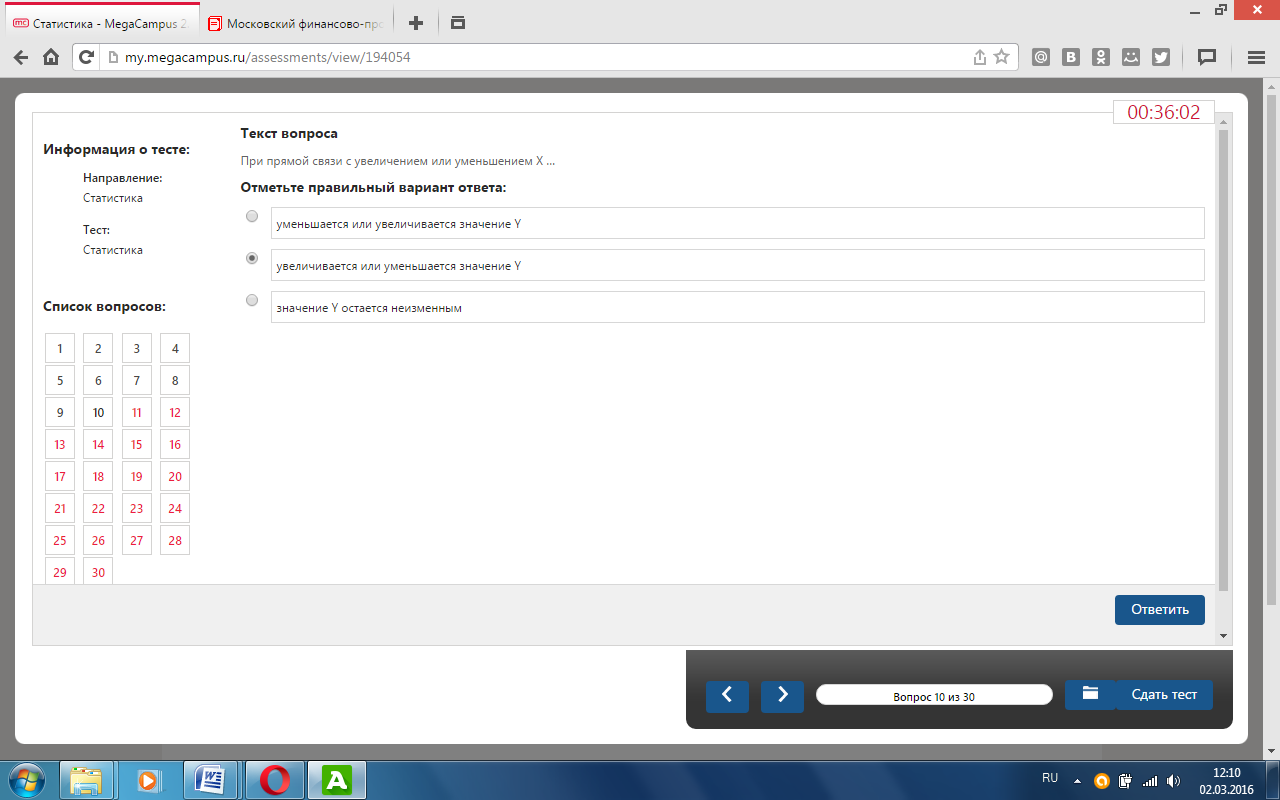 Статистика - MegaCampus 2.
Московский финансово-пр
my.megacampus.ru/assessments/view/194054
00:36:02
Информация о тесте:
Направление:
Статистика
Тест:
Статистика
Список вопросов:
1 2 3 4
5 6 7 8
9 10 11 12
13 14 15 16
17 18 19 20
21 22 23 24
25 26 27 28
29 30
Текст вопроса
При прямой связи с увеличением или уменьшением X ...
Отметьте правильный вариант ответа:
уменьшается или увеличивается значение Y
увеличивается или уменьшается значение Y
значение Y остается неизменным
Ответить
Вопрос 10 из 30
Сдать тест
RU
12:10
02.03.2016